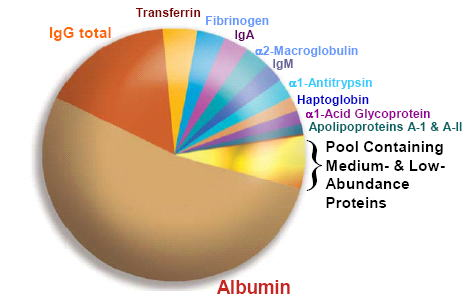 Transferrin
IgG total
Fibrinogen
IgA
α2-Macroglobulin
IgM
α1-Antitrypsin
Haptoglobin
α1-Acid Glycoprotein
Apolipoproteins A-1 & A-II
Pool Containing
Medium- & Low-
Abundance
Proteins
Albumin